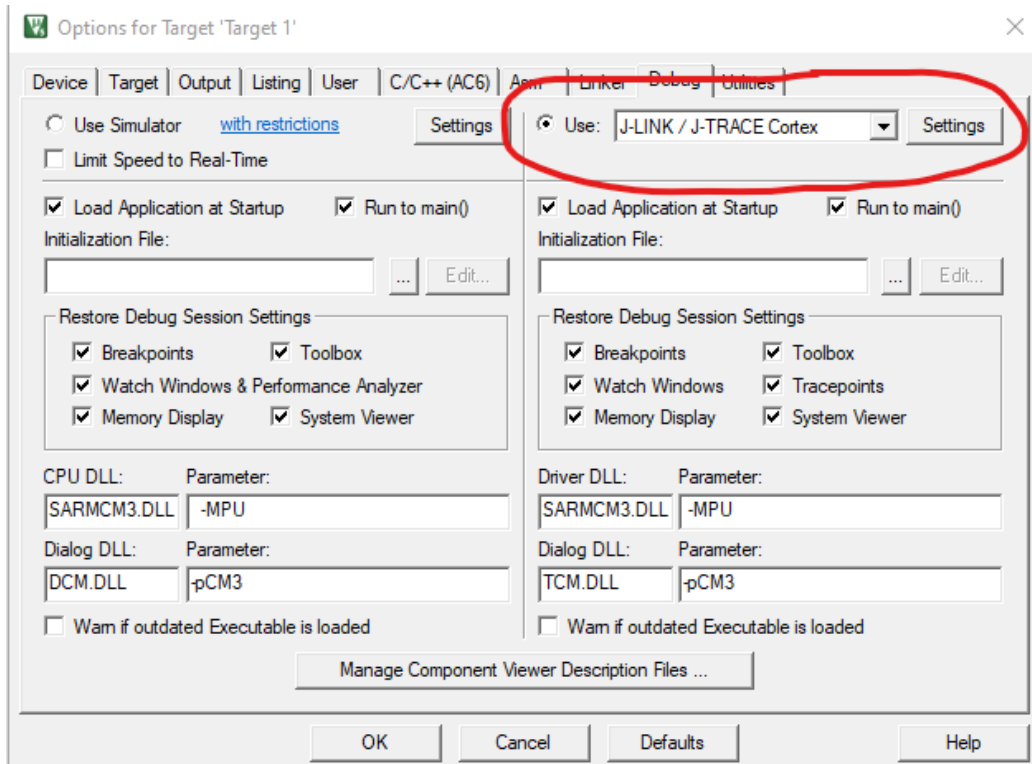 Options for Target 'Target 1'
Device Target Output Listing User C/C++ (AC6) Asm Linker Debug Utilities
Use Simulator with restrictions Settings Use: J-LINK / J-TRACE Cortex Settings
Limit Speed to Real-Time
Load Application at Startup Run to main() Load Application at Startup Run to main()
Initialization File: Initialization File:
... Edit... ... Edit...
Restore Debug Session Settings Restore Debug Session Settings
Breakpoints Toolbox Breakpoints Toolbox
Watch Windows & Performance Analyzer Watch Windows Tracepoints
Memory Display System Viewer Memory Display System Viewer
CPU DLL: Parameter: Driver DLL: Parameter:
SARMCM3.DLL -MPU SARMCM3.DLL -MPU
Dialog DLL: Parameter: Dialog DLL: Parameter:
DCM.DLL -pCM3 TCM.DLL -pCM3
Warn if outdated Executable is loaded Warn if outdated Executable is loaded
Manage Component Viewer Description Files ...
OK Cancel Defaults Help